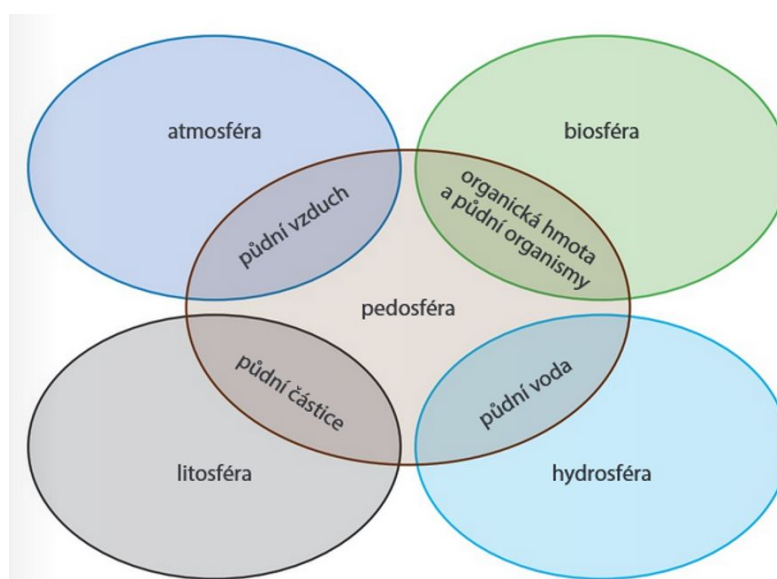 atmosféra
biosféra
půdní vzduch
organická hmota
a půdní organismy
pedosféra
půdní částice
půdní voda
litosféra
hydrosféra